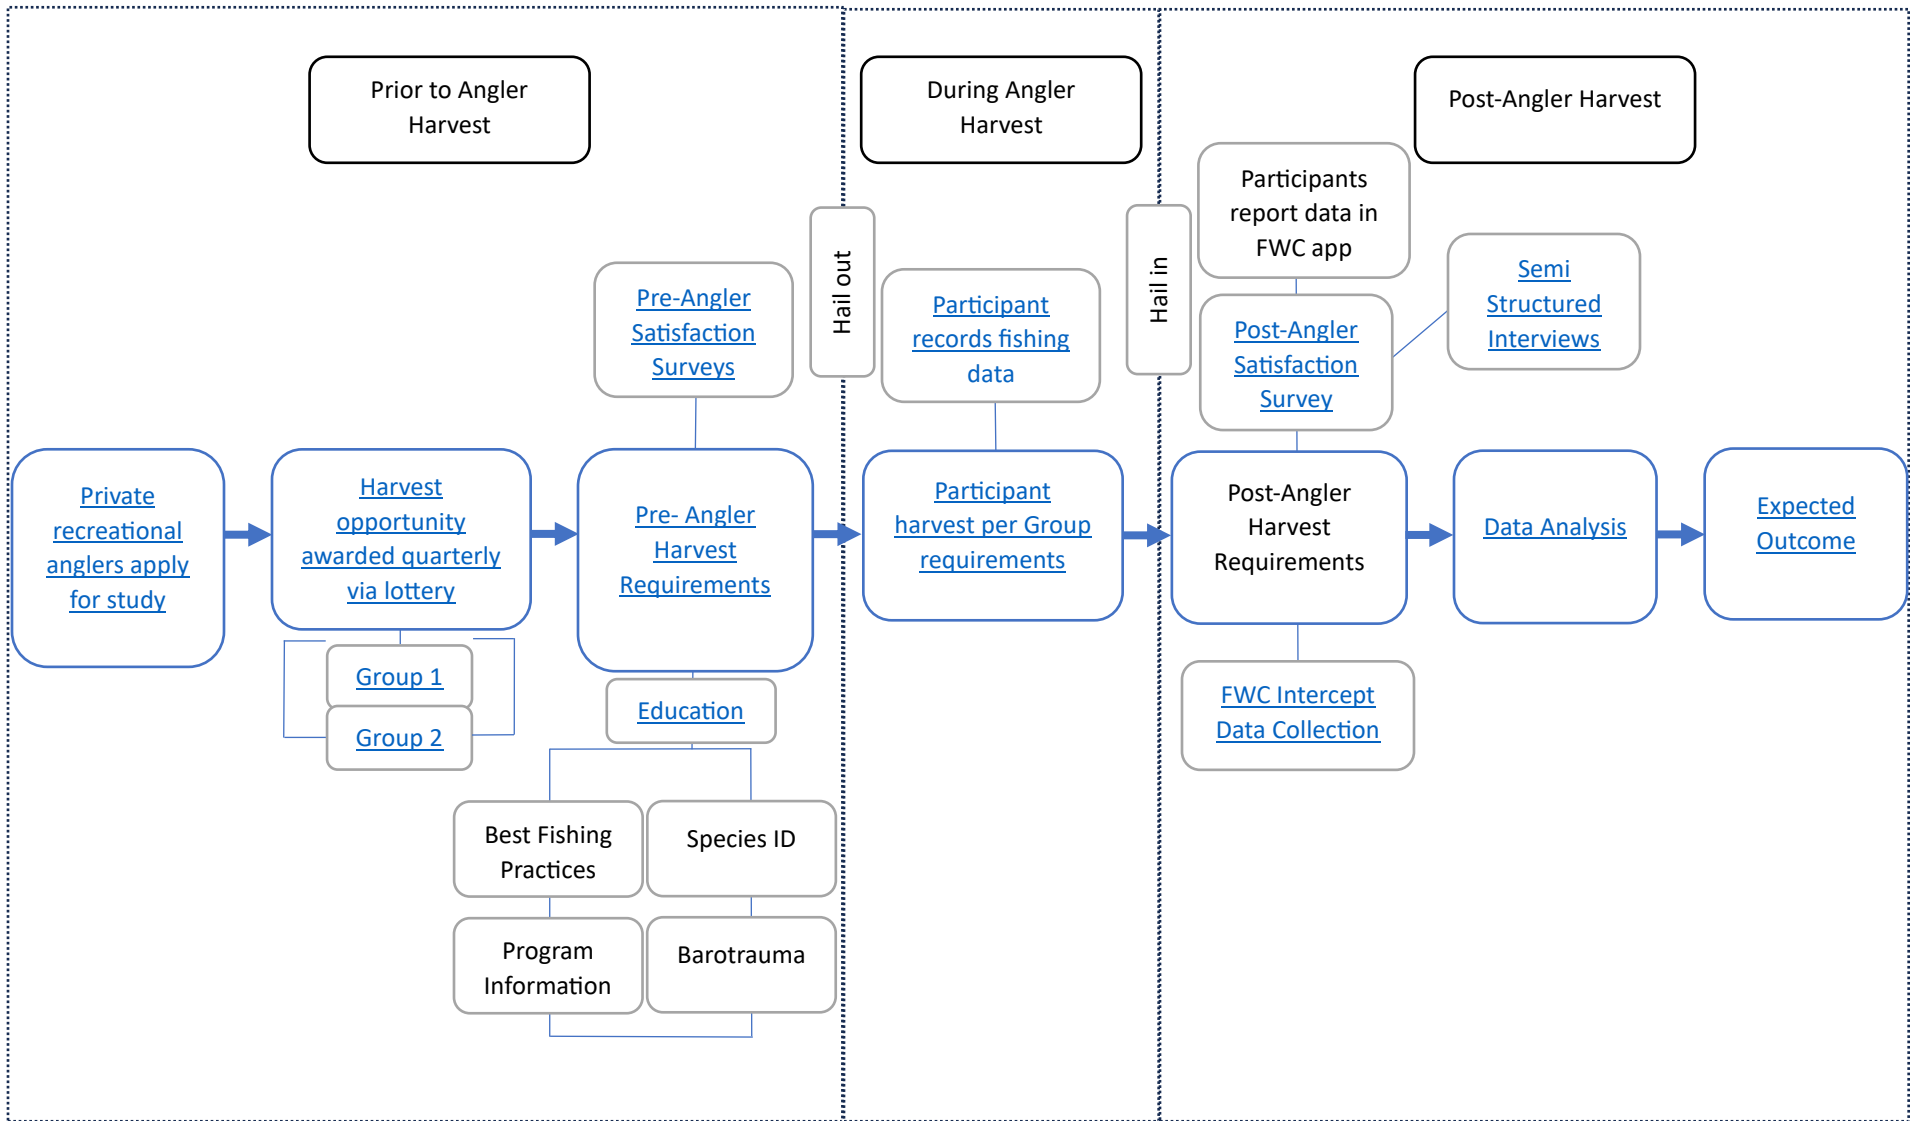 Prior to Angler
Harvest
During Angler
Harvest
Post-Angler Harvest
Participants
report data in
FWC app
Hail out
Hail in
Pre-Angler
Satisfaction
Surveys
Participant
records fishing
data
Post-Angler
Satisfaction
Survey
Semi
Structured
Interviews
Private
recreational
anglers apply
for study
Harvest
opportunity
awarded quarterly
via lottery
Pre- Angler
Harvest
Requirements
Participant
harvest per Group
requirements
Post-Angler
Harvest
Requirements
Data Analysis
Expected
Outcome
Group 1
Group 2
Education
FWC Intercept
Data Collection
Best Fishing
Practices
Species ID
Program
Information
Barotrauma